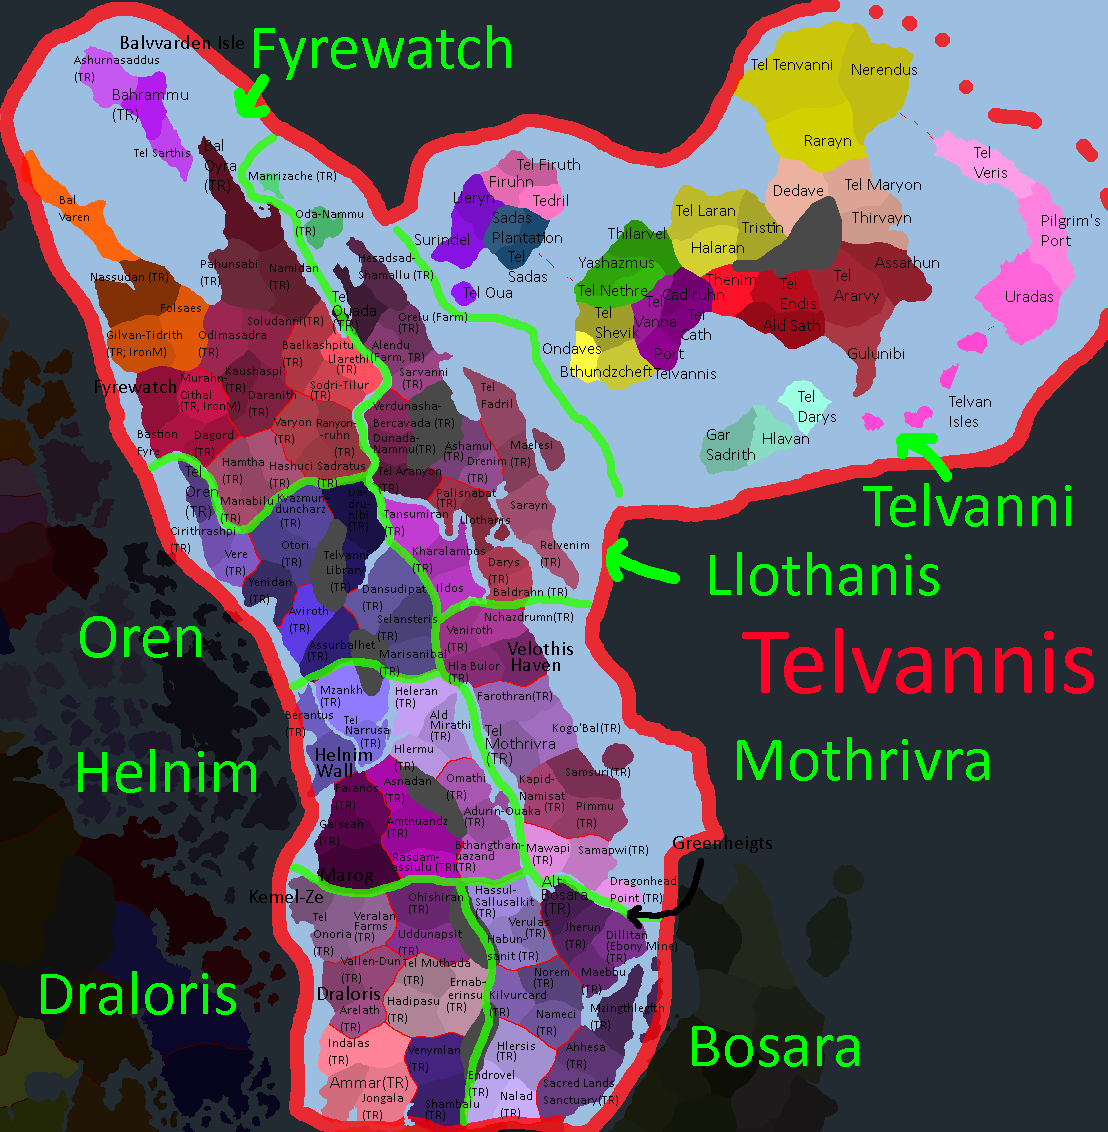 Balvvarden Isle
Fyrewatch
Ashurnasaddus
(TR)
Bahrammu
(TR)
Tel Sarthis
Bal
Oyra
(TR)
Manrizache (TR)
Oda-Nammu
(TR)
Bal
Varen
Nassudan (TR)
Folsaes
Pahunsabi
(TR)
Namidan
(TR)
Hesadsad-
Shamallu (TR)
Tel
Ouada
(TR)
Orelu (Farm)
(TR)
Gilvan-Tidrith
(TR; IronM)
Odimasadra
(TR)
Soludanni(TR)
Baelkashpitu
(TR)
Llarethi
(TR)
Alendu
(Farm, TR)
Fyrewatch
Murahn-
Cithal
(TR, IronM)
Kaushaspi
(TR)
Daranith
(TR)
Sodri-Tilur
(TR)
Sarvanni
(TR)
Verdunasha-
Bercavada (TR)
Varyon
(TR)
Ranyon-
-ruhn
(TR)
Bastion
Fyre
Dagord
(TR)
Dunada-
Nammu(TR)
Ashamul
(TR)
Drenim(TR)
Hamtha
(TR)
Hashuci
(TR)
Sadratus
(TR)
Tel Aranyon
(TR)
Tel
Fadril
Maelesi
(TR)
Sarayn
(TR)
Palisnabat
(TR)
Llothanis
Relvenim
(TR)
Tel
Oren
(TR)
Manabilu
(TR)
Kvazmun-
duncharz
(TR)
Da-
dru-
nibi
(TR)
Tansumiran
(TR)
Cirithrashpi
(TR)
Vere
(TR)
Otori
(TR)
Telvanni
Library
(TR)
Kharalambos
(TR)
Darys
(TR)
Baldrahn (TR)
Yenidan
(TR)
Dansudipat
(TR)
Ildos
Aviroth
(TR)
Selansteris
(TR)
Nchazdrumn(TR)
Veniroth
(TR)
Assurbalhet
(TR)
Marisanibal
(TR)
Hla Bulor
(TR)
Velothis
Haven
Surindel
Lleryn
Firuhn
Tel Firuth
Tedril
Sadas
Plantation
Tel
Sadas
Tel Oua
Tel Tenvanni
Nerendus
Rarayn
Dedave
Tel Maryon
Thirvayn
Tel Laran
Tristin
Halaran
Thilarvel
Yashazmus
Tel Nethre
Tel
Vanna
Cad'ruhn
Thenim
Tel
Endis
Tel
Ararvy
Assarhun
Tel
Shevik
Tel
Cath
Ald Sath
Ondaves
Bthundzcheft
Port
Telvannis
Gulunibi
Tel
Veris
Pilgrim's
Port
Uradas
Tel
Darys
Gar
Sadrith
Hlavan
Telvan
Isles
Telvanni
Llothanis
Telvannis
Oren
Helnim
Mothrivra
Draloris
Bosara
Mzankh
(TR)
Heleran
(TR)
Farothran(TR)
Berantus
(TR)
Tel
Narrusa
(TR)
Ald
Mirathi
(TR)
Tel
Mothrivra
(TR)
Kogo'Bal(TR)
Helnim
Wall
Hlermu
(TR)
Falanos
(TR)
Asnadan
(TR)
Omathi
(TR)
Kapid-
Namisat
(TR)
Samsuri(TR)
Pimmu
(TR)
Gaiseah
(TR)
Amthuandz
(TR)
Adurin-Ouaka
(TR)
Rasdam-
assiulu (TR)
Bthangtham-
uazand
(TR)
Mawapi
(TR)
Samapwi(TR)
Greenheigts
Marog
Kemel-Ze
Alt
Bosara
(TR)
Dragonhead
Point (TR)
Tel
Onoria
(TR)
Veralan
Farms
(TR)
Ohishiran
(TR)
Hassul-
Sallusalkit
(TR)
Uddunapsit
(TR)
Verulas
(TR)
Jherun
(TR)
Dillitan
(Ebony Mine)
(TR)
Habun-
sanit (TR)
Vallen-Dun
(TR)
Tel Muthada
(TR)
Norem
(TR)
Maebbu
(TR)
Draloris
Hadipasu
(TR)
Ernab-
erinsu
(TR)
Kilvurcard
(TR)
Mzingthlegfth
(TR)
Arelath
(TR)
Nameci
(TR)
Indalas
(TR)
Venymlan
(TR)
Hlersis
(TR)
Ahhesa
(TR)
Ammar(TR)
Jongala
(TR)
Endrovel
(TR)
Shambalu
(TR)
Nalad
(TR)
Sacred Lands
Sanctuary(TR)